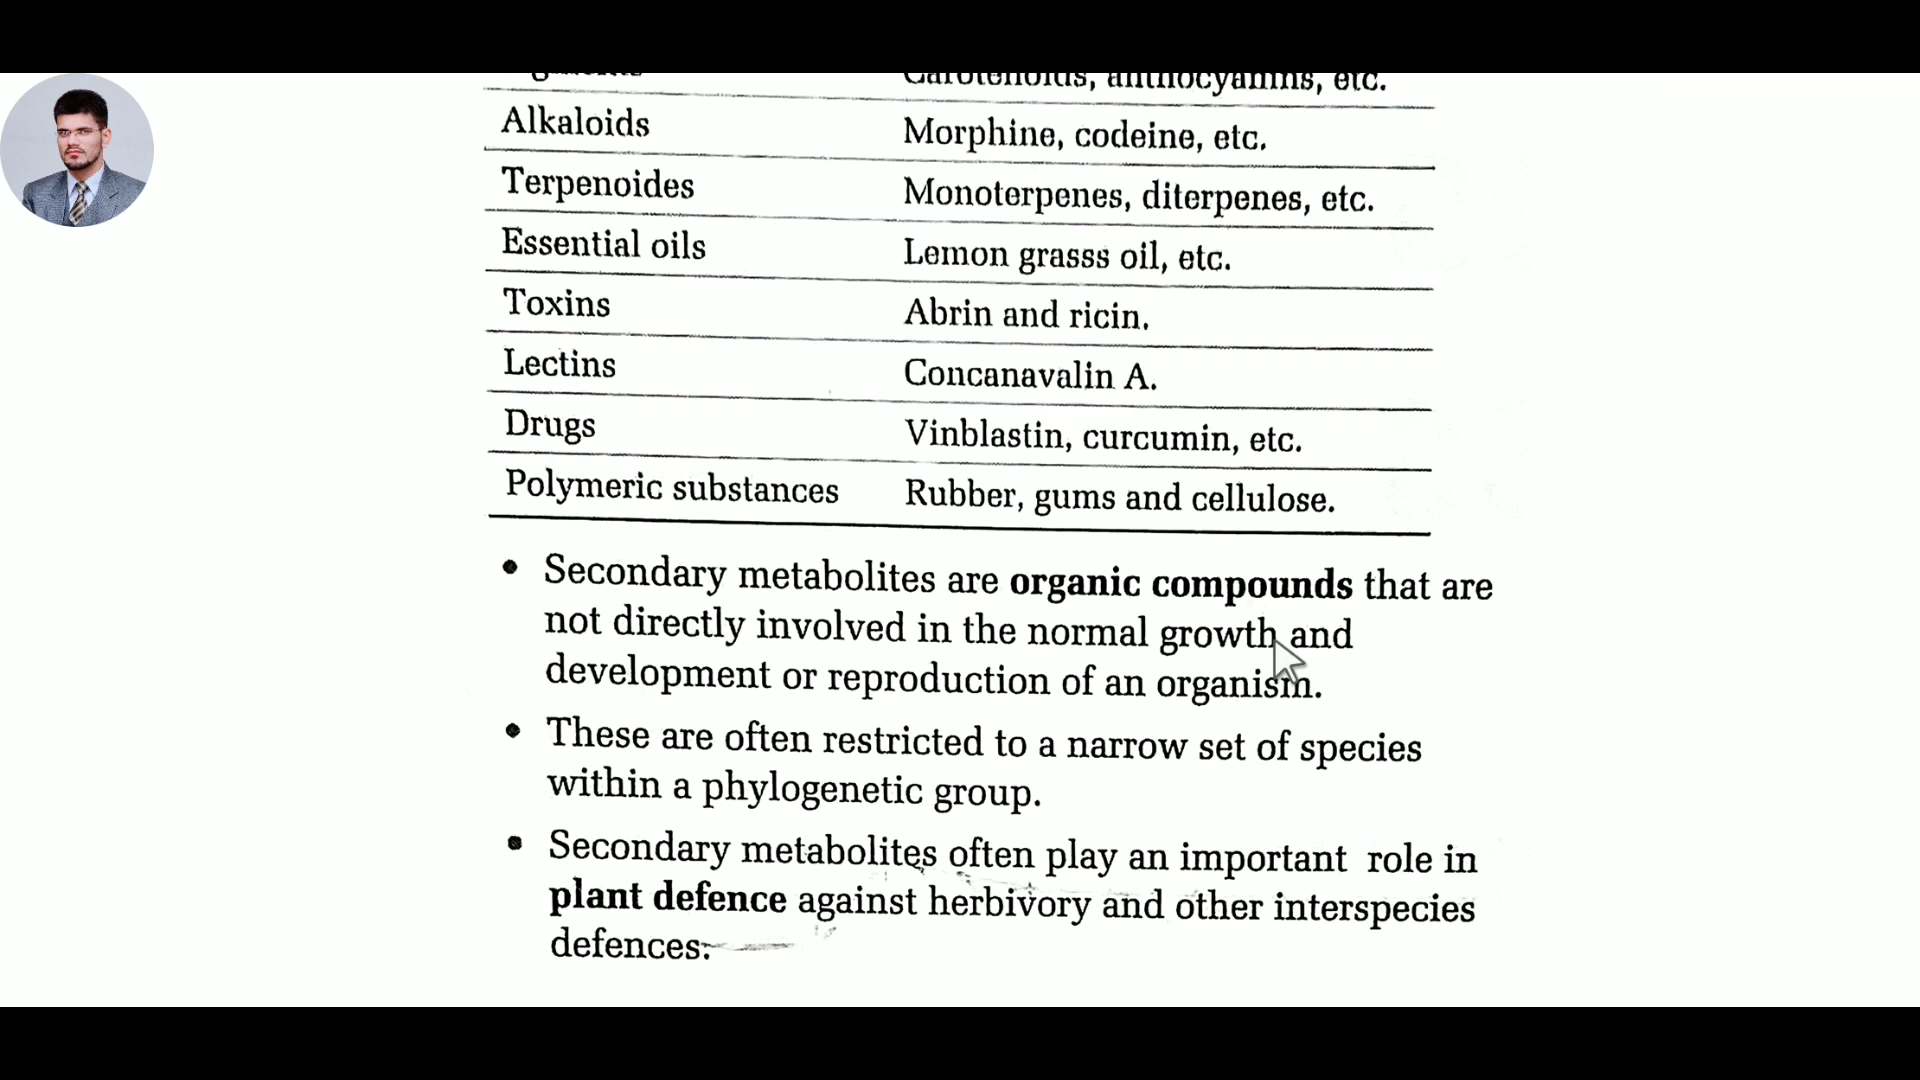 Carotenoids, anthocyanins, etc.
Alkaloids Morphine, codeine, etc.
Terpenoides Monoterpenes, diterpenes, etc.
Essential oils Lemon grasss oil, etc.
Toxins Abrin and ricin.
Lectins Concanavalin A.
Drugs Vinblastin, curcumin, etc.
Polymeric substances Rubber, gums and cellulose.
• Secondary metabolites are organic compounds that are
not directly involved in the normal growth and
development or reproduction of an organism.
• These are often restricted to a narrow set of species
within a phylogenetic group.
• Secondary metabolites often play an important role in
plant defence against herbivory and other interspecies
defences.